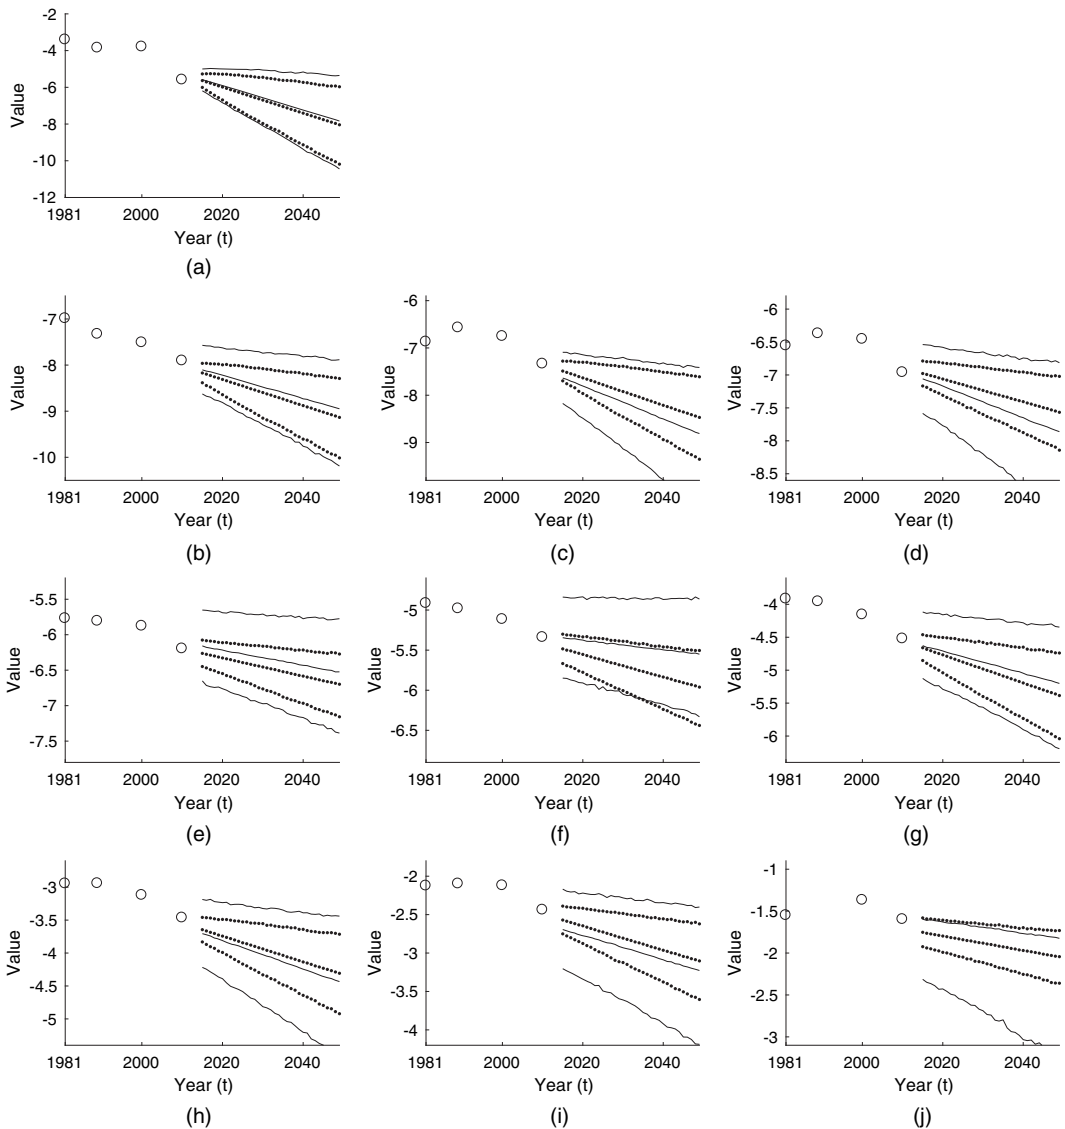 -2
-4
-6
-8
-10
-12
Value
1981 2000 2020 2040
Year (t)
(a)
-7
-8
-9
-10
Value
1981 2000 2020 2040
Year (t)
(b)
-6
-7
-8
-9
Value
1981 2000 2020 2040
Year (t)
(c)
-6
-6.5
-7
-7.5
-8
-8.5
Value
1981 2000 2020 2040
Year (t)
(d)
-5.5
-6
-6.5
-7
-7.5
Value
1981 2000 2020 2040
Year (t)
(e)
-5
-5.5
-6
-6.5
Value
1981 2000 2020 2040
Year (t)
(f)
-4
-4.5
-5
-5.5
-6
Value
1981 2000 2020 2040
Year (t)
(g)
-3
-3.5
-4
-4.5
-5
Value
1981 2000 2020 2040
Year (t)
(h)
-2
-2.5
-3
-3.5
-4
Value
1981 2000 2020 2040
Year (t)
(i)
-1
-1.5
-2
-2.5
-3
Value
1981 2000 2020 2040
Year (t)
(j)